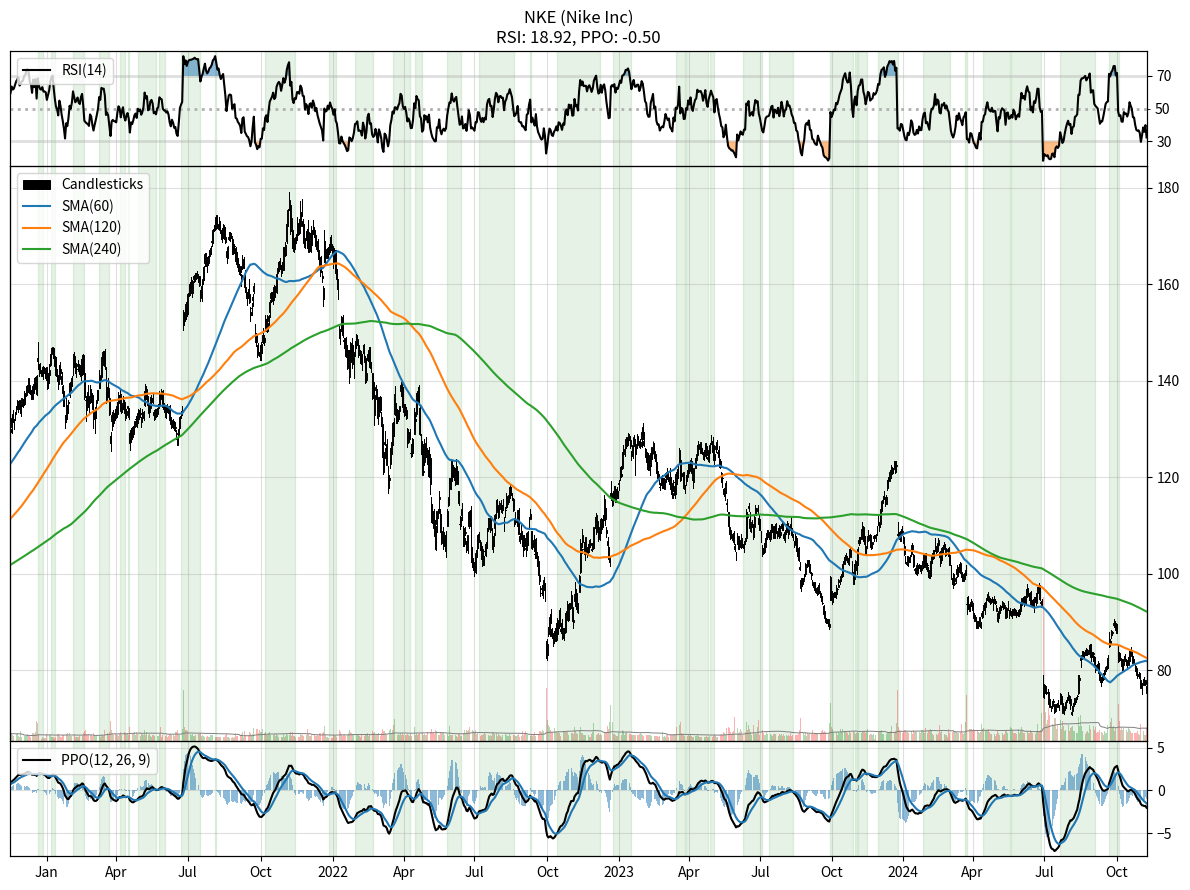 NKE (Nike Inc)
RSI: 18.92, PPO: -0.50
RSI(14)
70
50
30
Candlesticks
SMA(60)
SMA(120)
SMA(240)
180
160
140
120
100
80
PPO(12, 26, 9)
5
0
−5
Jan Apr Jul Oct 2022 Apr Jul Oct 2023 Apr Jul Oct 2024 Apr Jul Oct